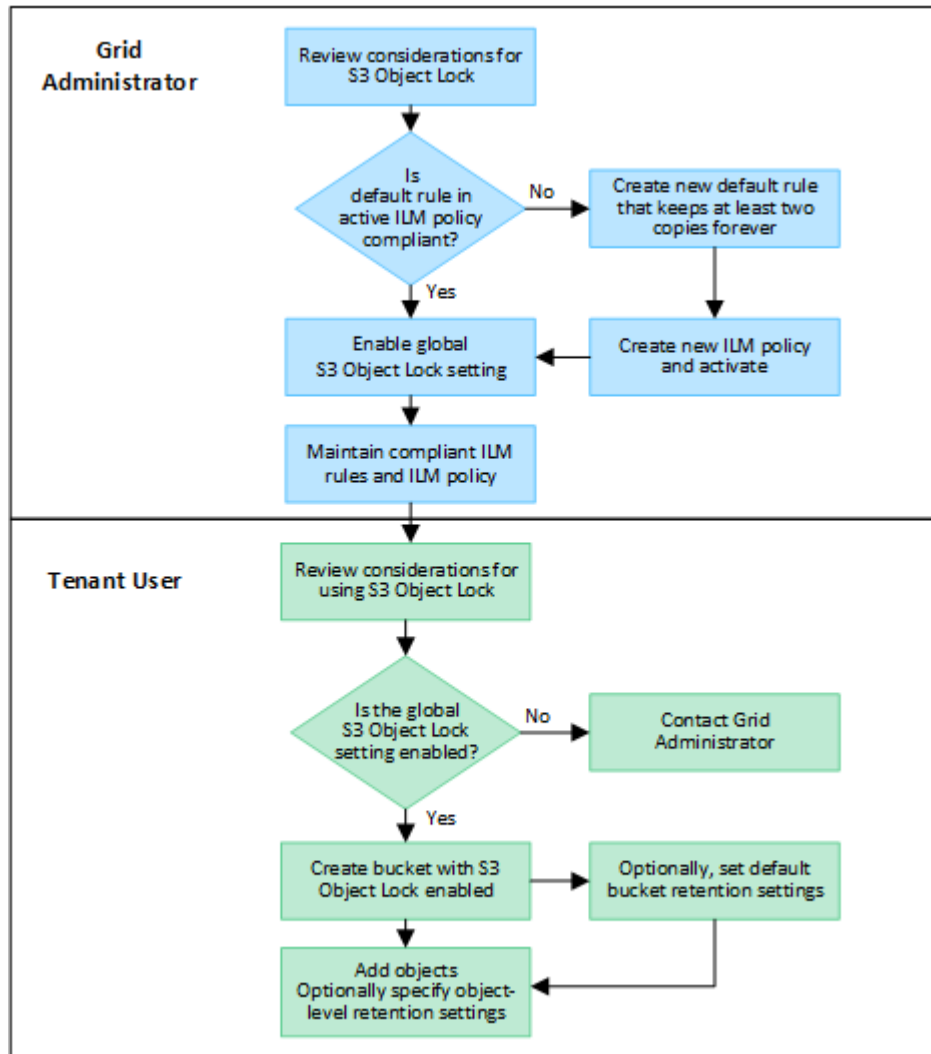 Grid
Administrator
Review considerations for
S3 Object Lock
Is
default rule in
active ILM policy
compliant?
No
Create new default rule
that keeps at least two
copies forever
Yes
Enable global
S3 Object Lock setting
Create new ILM policy
and activate
Maintain compliant ILM
rules and ILM policy
Tenant User
Review considerations for
using S3 Object Lock
Is the global
S3 Object Lock
setting enabled?
No
Contact Grid
Administrator
Yes
Create bucket with S3
Object Lock enabled
Optionally, set default
bucket retention settings
Add objects
Optionally specify object-
level retention settings